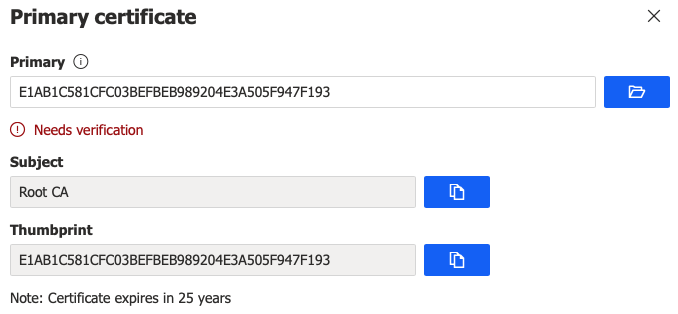 Primary certificate
Primary
E1AB1C581CFC03BEFBEB989204E3A505F947F193
Needs verification
Subject
Root CA
Thumbprint
E1AB1C581CFC03BEFBEB989204E3A505F947F193
Note: Certificate expires in 25 years